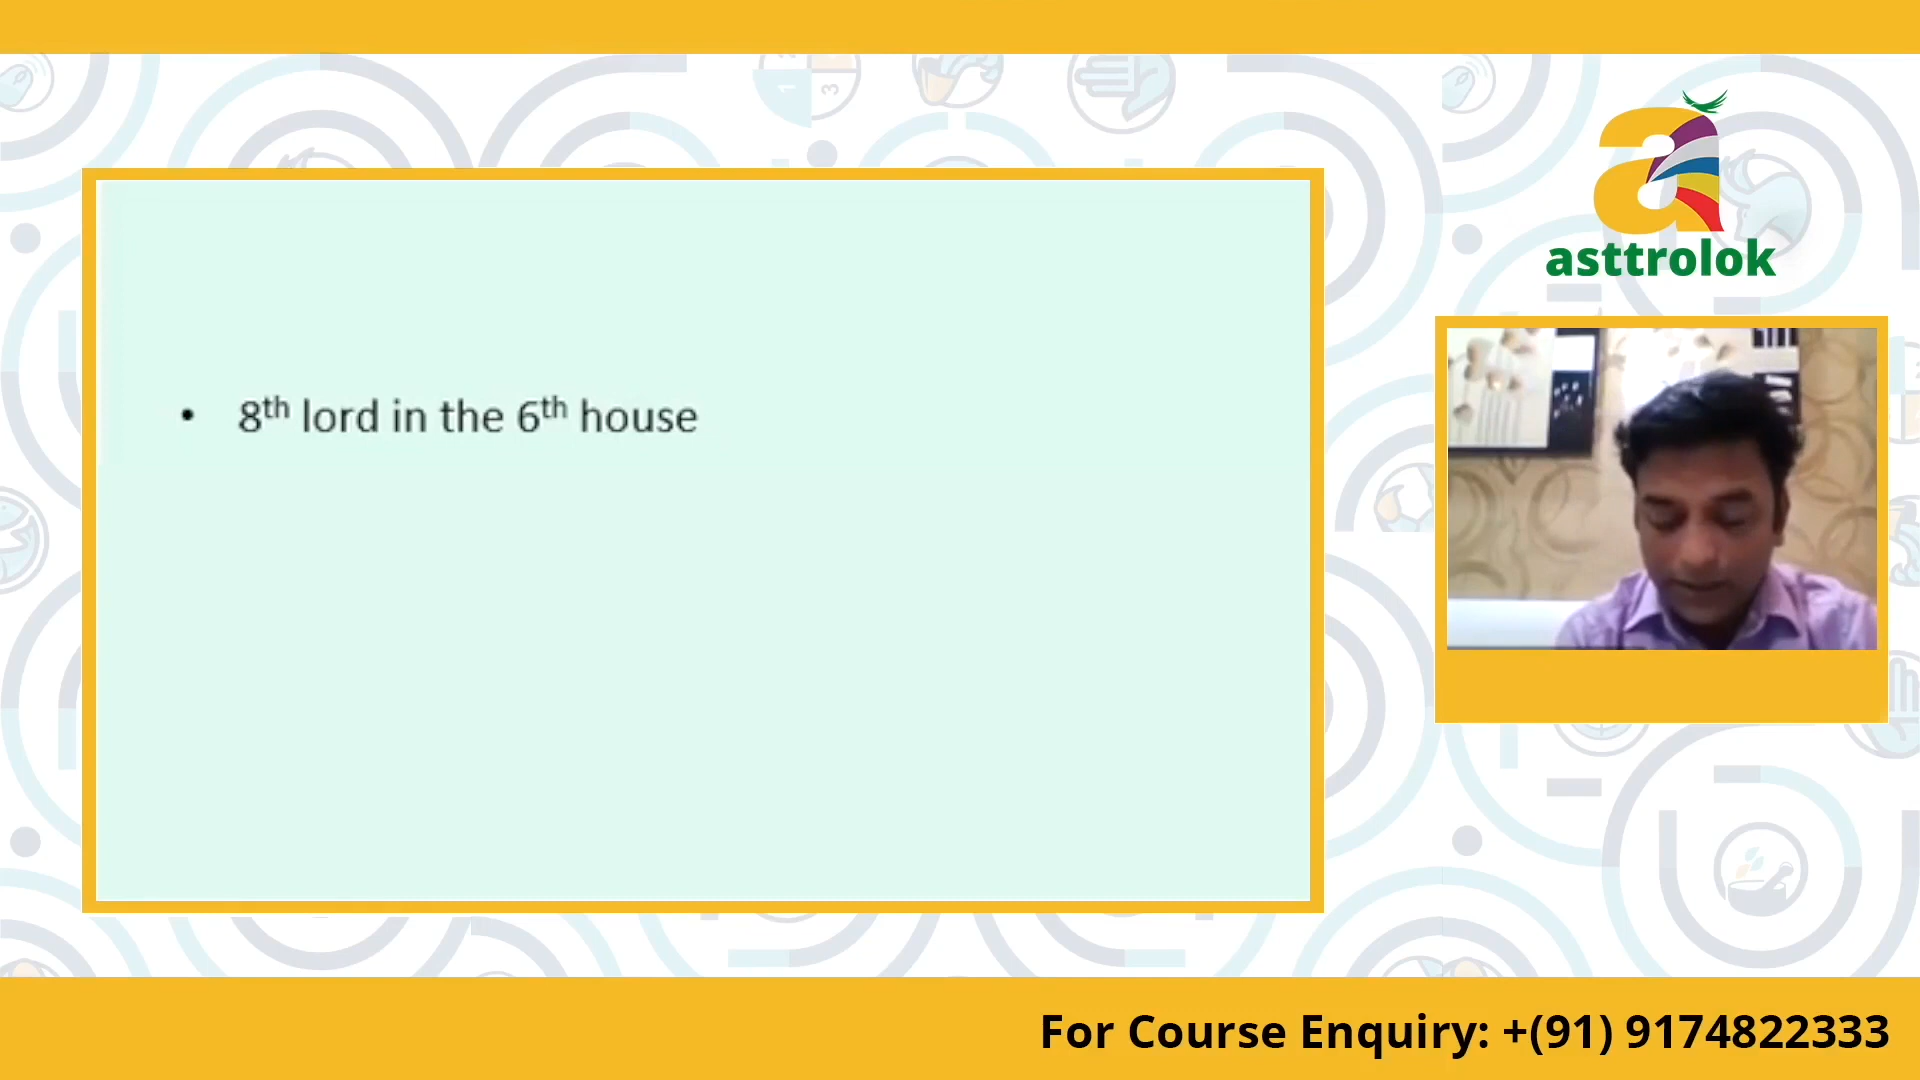 asttrolok
• 8th lord in the 6th house
For Course Enquiry: +(91) 9174822333